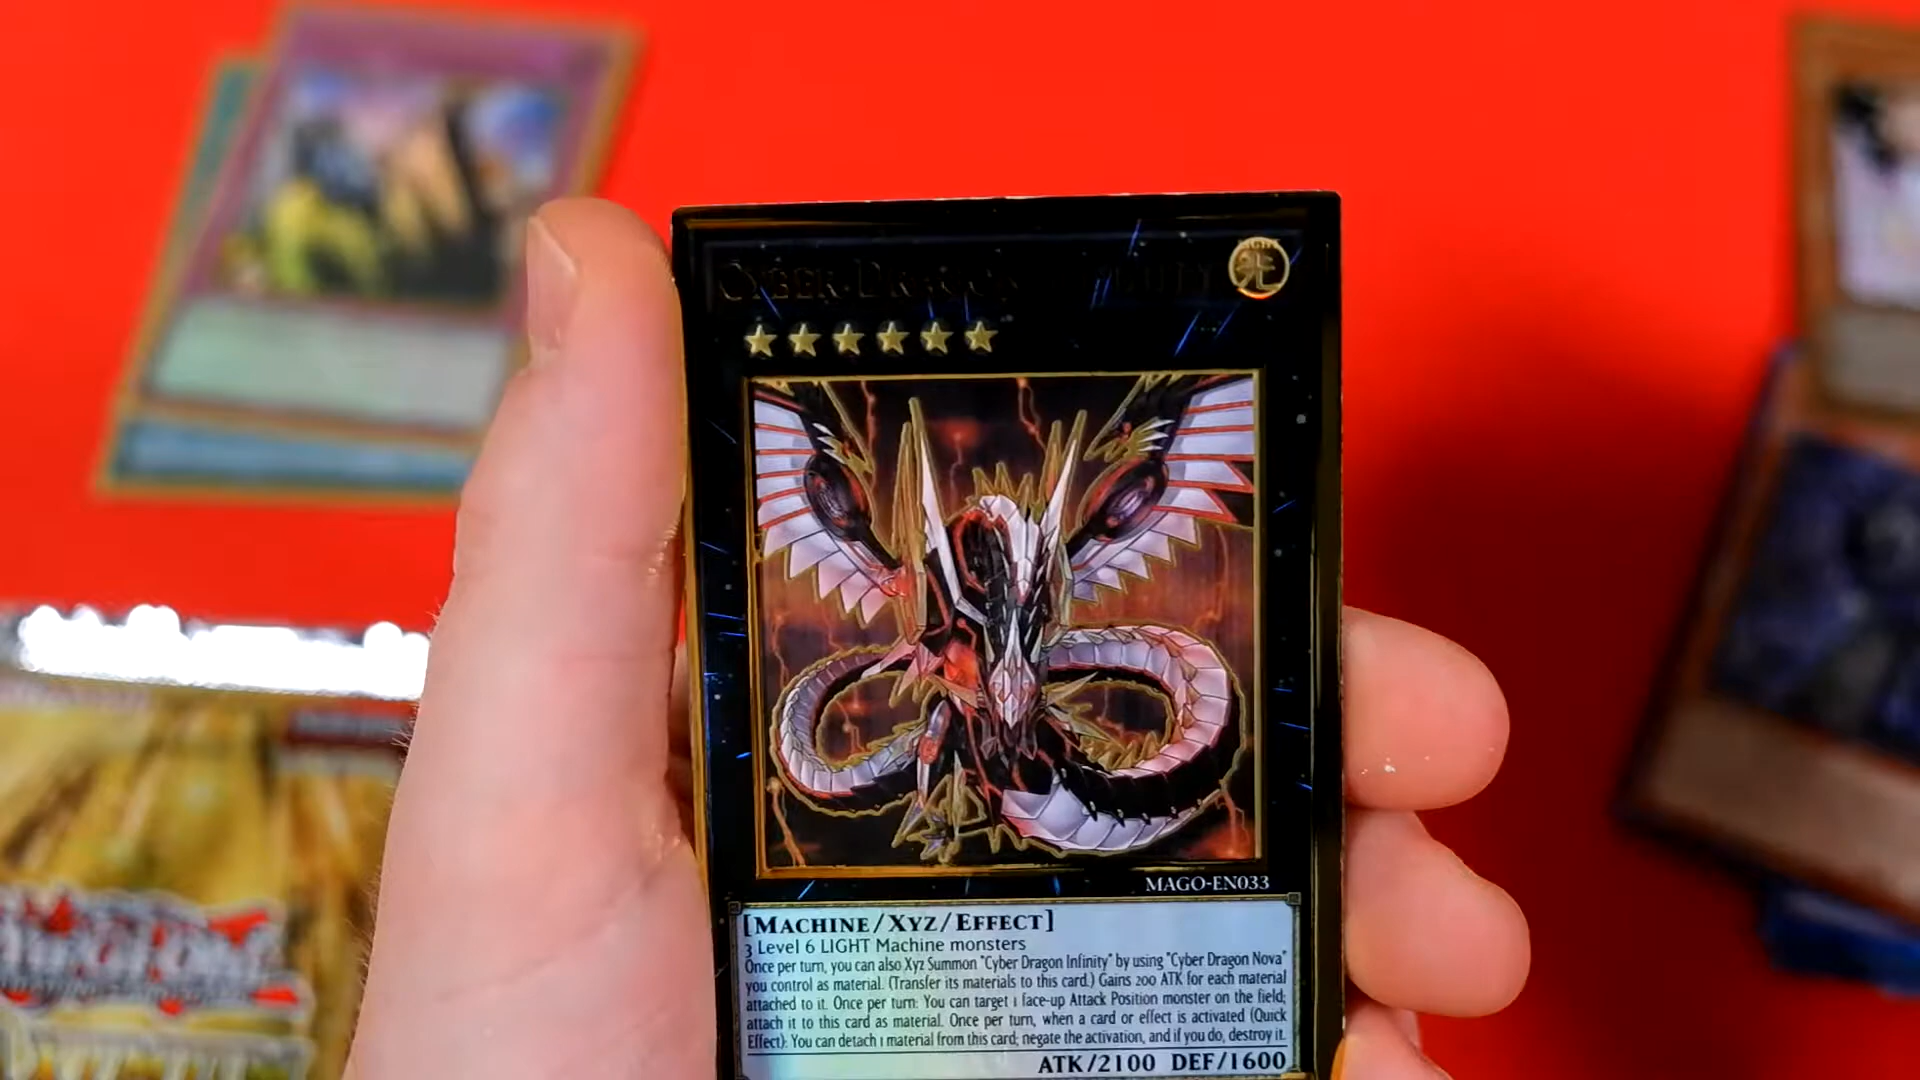 CYBER DRAGON INFINITY
LIGHT
光
MAGO-EN033
[MACHINE/XYZ/EFFECT]
3 Level 6 LIGHT Machine monsters
Once per turn, you can also Xyz Summon "Cyber Dragon Infinity" by using "Cyber Dragon Nova"
you control as material. (Transfer its materials to this card.) Gains 200 ATK for each material
attached to it. Once per turn: You can target 1 face-up Attack Position monster on the field;
attach it to this card as material. Once per turn, when a card or effect is activated (Quick
Effect): You can detach 1 material from this card; negate the activation, and if you do, destroy it.
ATK/2100 DEF/1600